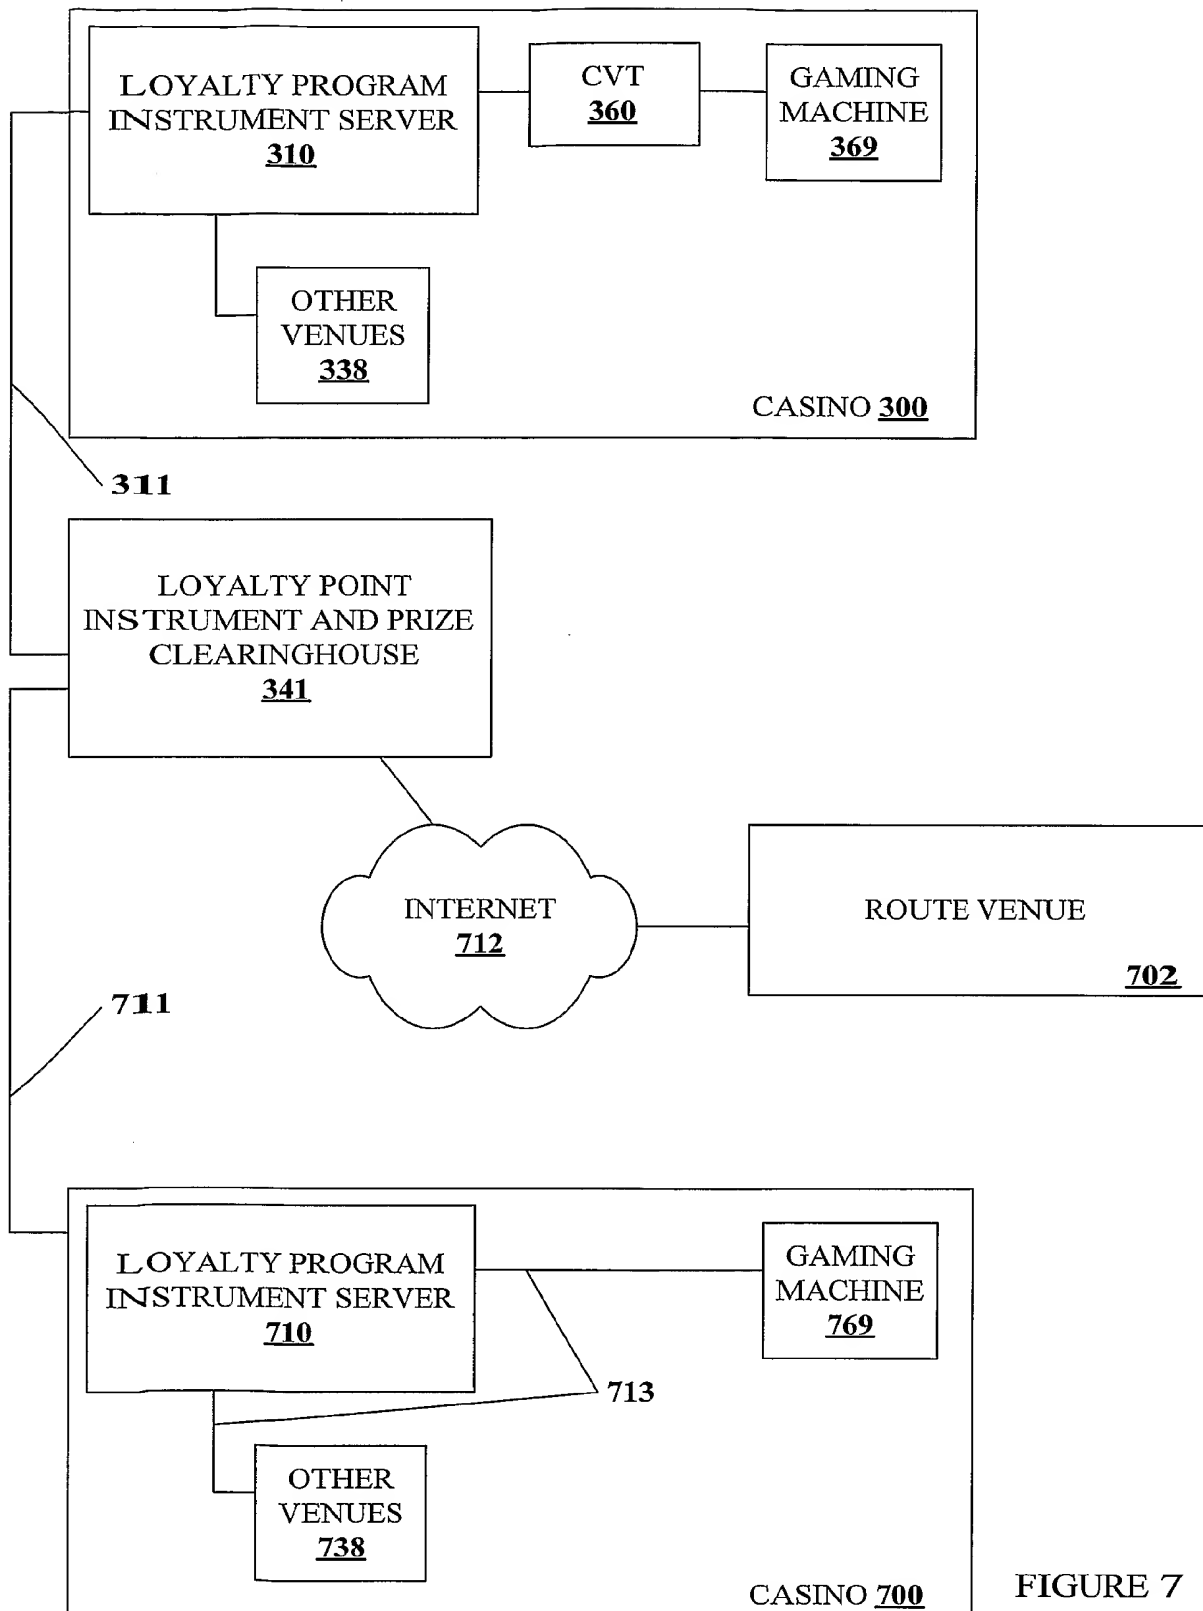 LOYALTY PROGRAM
INSTRUMENT SERVER
310
CVT
360
GAMING
MACHINE
369
OTHER
VENUES
338
CASINO 300
311
LOYALTY POINT
INSTRUMENT AND PRIZE
CLEARINGHOUSE
341
INTERNET
712
ROUTE VENUE
702
711
LOYALTY PROGRAM
INSTRUMENT SERVER
710
GAMING
MACHINE
769
713
OTHER
VENUES
738
CASINO 700
FIGURE 7